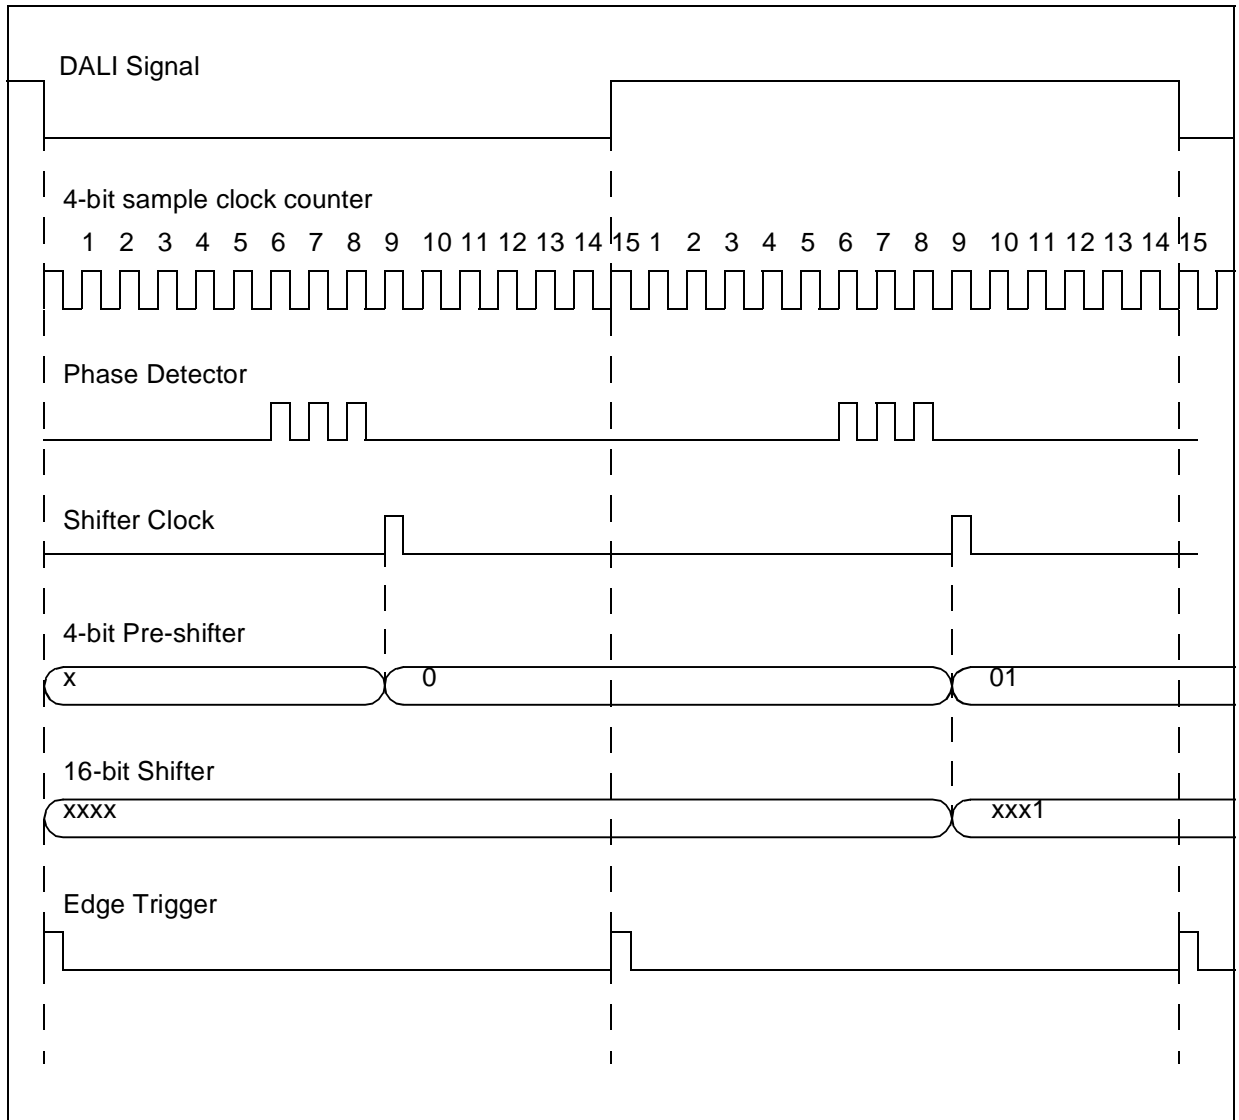 DALI Signal
4-bit sample clock counter
1 2 3 4 5 6 7 8 9 10 11 12 13 14 15 1 2 3 4 5 6 7 8 9 10 11 12 13 14 15
Phase Detector
Shifter Clock
4-bit Pre-shifter
x 0 01
16-bit Shifter
xxxx xxx1
Edge Trigger